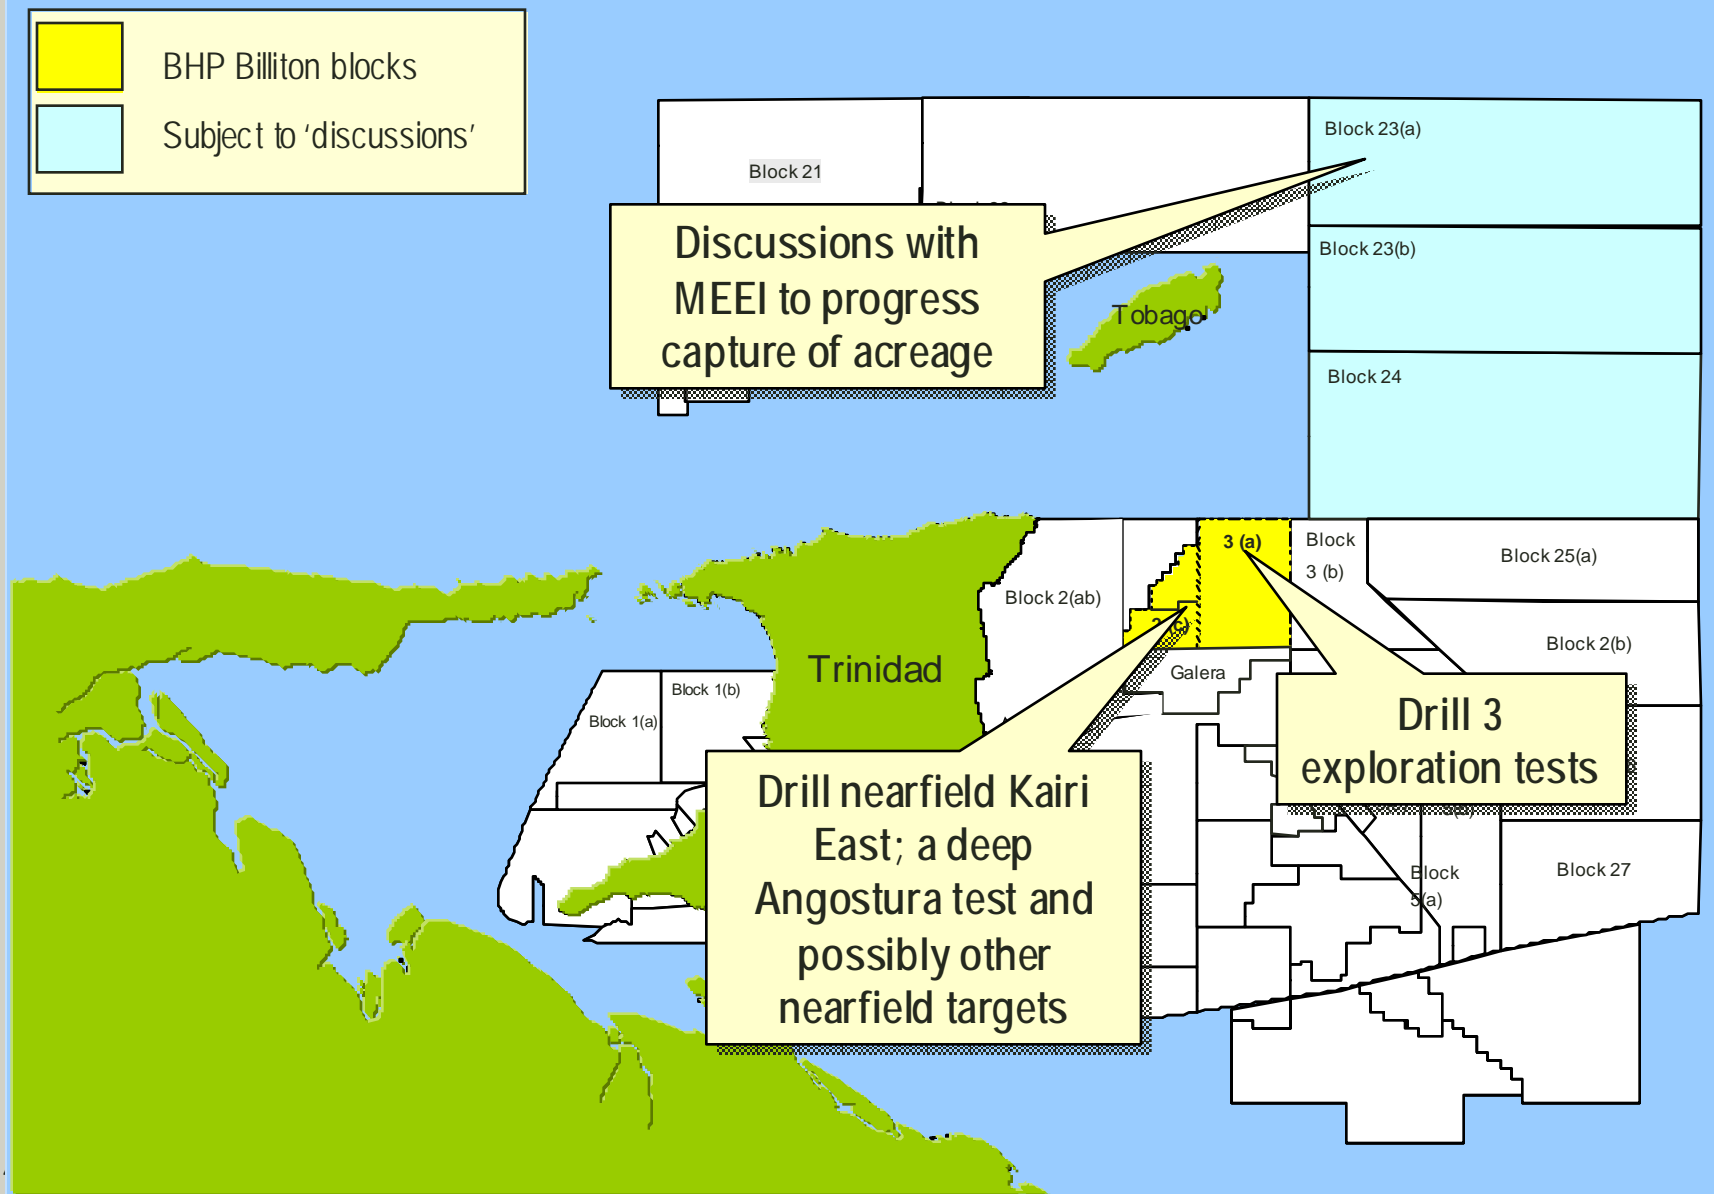 BHP Billiton blocks
Subject to ‘discussions’
Block 23(a)
Block 21
Discussions with
MEEI to progress
capture of acreage
Block 23(b)
Tobago
Block 24
3 (a)
Block
3 (b)
Block 25(a)
Block 2(ab)
2(c)
Block 2(b)
Trinidad
Galera
Block 1(b)
Block 1(a)
Drill 3
exploration tests
Drill nearfield Kairi
East; a deep
Angostura test and
possibly other
nearfield targets
Block
5(a)
Block 27